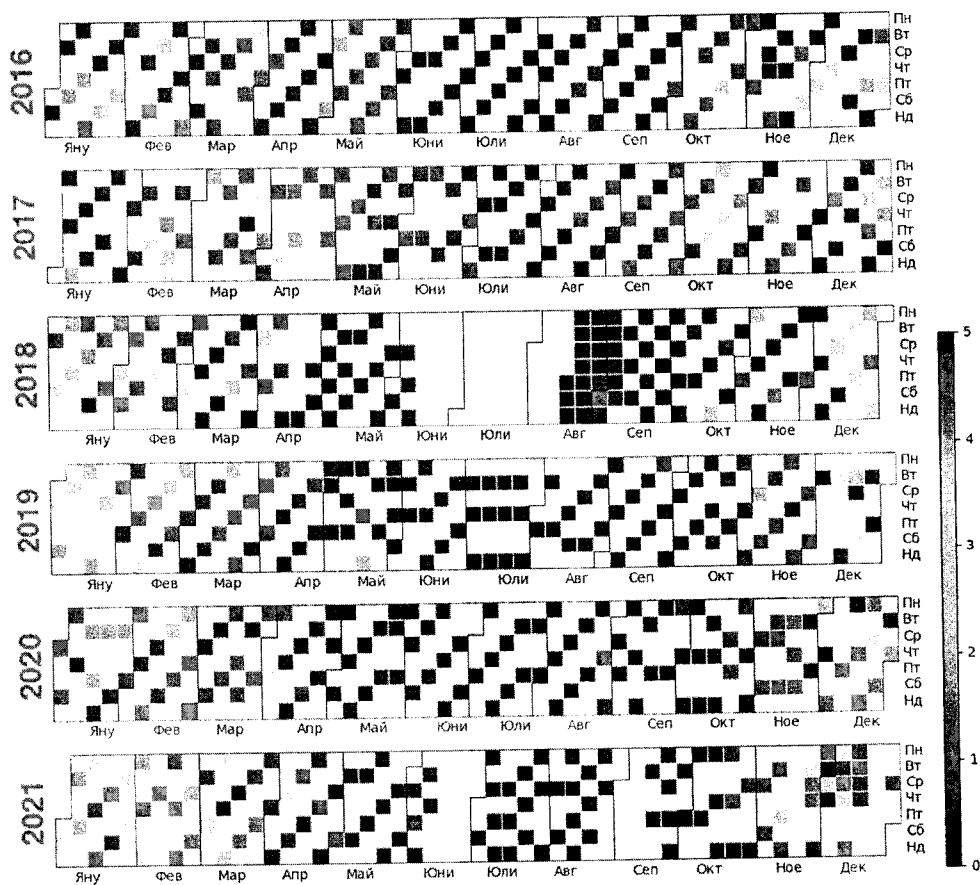 2016
Пн
Вт
Ср
Чт
Пт
Сб
Нд
Яну Фев Мар Апр Май Юни Юли Авг Сеп Окт Ное Дек
2017
Пн
Вт
Ср
Чт
Пт
Сб
Нд
Яну Фев Мар Апр Май Юни Юли Авг Сеп Окт Ное Дек
2018
Пн
Вт
Ср
Чт
Пт
Сб
Нд
Яну Фев Мар Апр Май Юни Юли Авг Сеп Окт Ное Дек
2019
Пн
Вт
Ср
Чт
Пт
Сб
Нд
Яну Фев Мар Апр Май Юни Юли Авг Сеп Окт Ное Дек
2020
Пн
Вт
Ср
Чт
Пт
Сб
Нд
Яну Фев Мар Апр Май Юни Юли Авг Сеп Окт Ное Дек
2021
Пн
Вт
Ср
Чт
Пт
Сб
Нд
Яну Фев Мар Апр Май Юни Юли Авг Сеп Окт Ное Дек
5
4
3
2
1
0